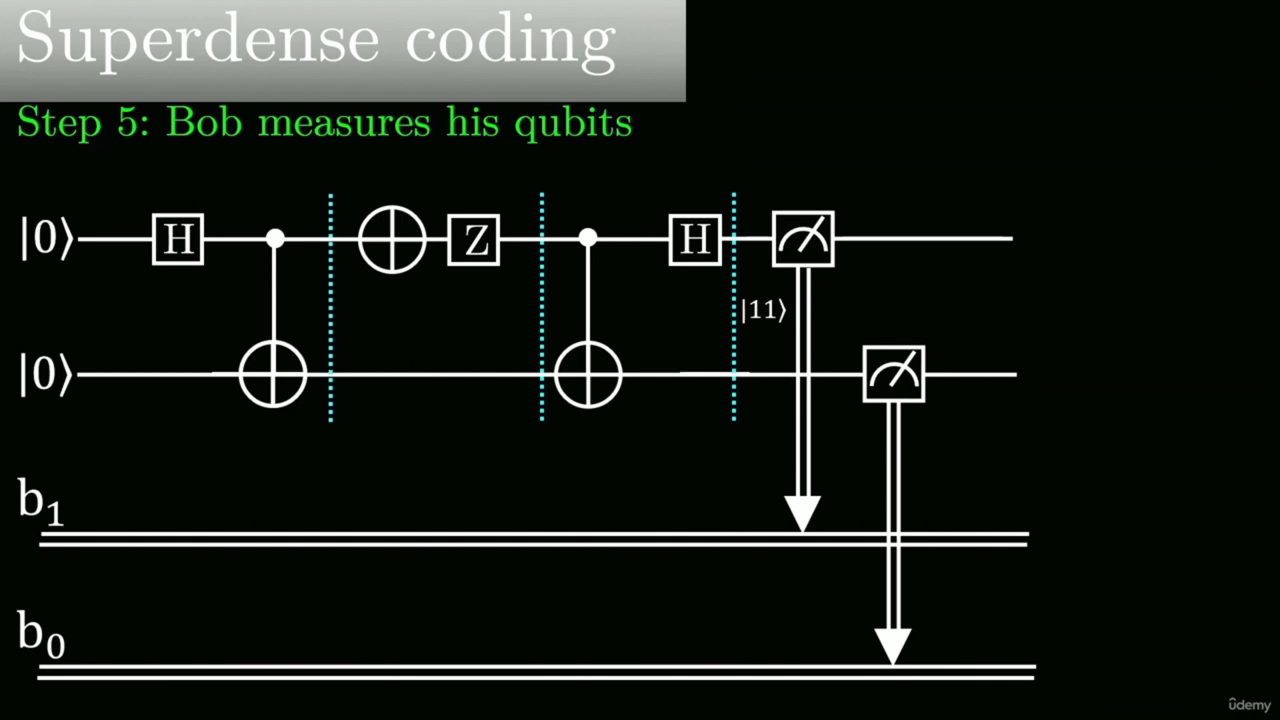 Superdense coding
Step 5: Bob measures his qubits
|0⟩ H Z H
|11⟩
|0⟩
b₁
b₀
ûdemy